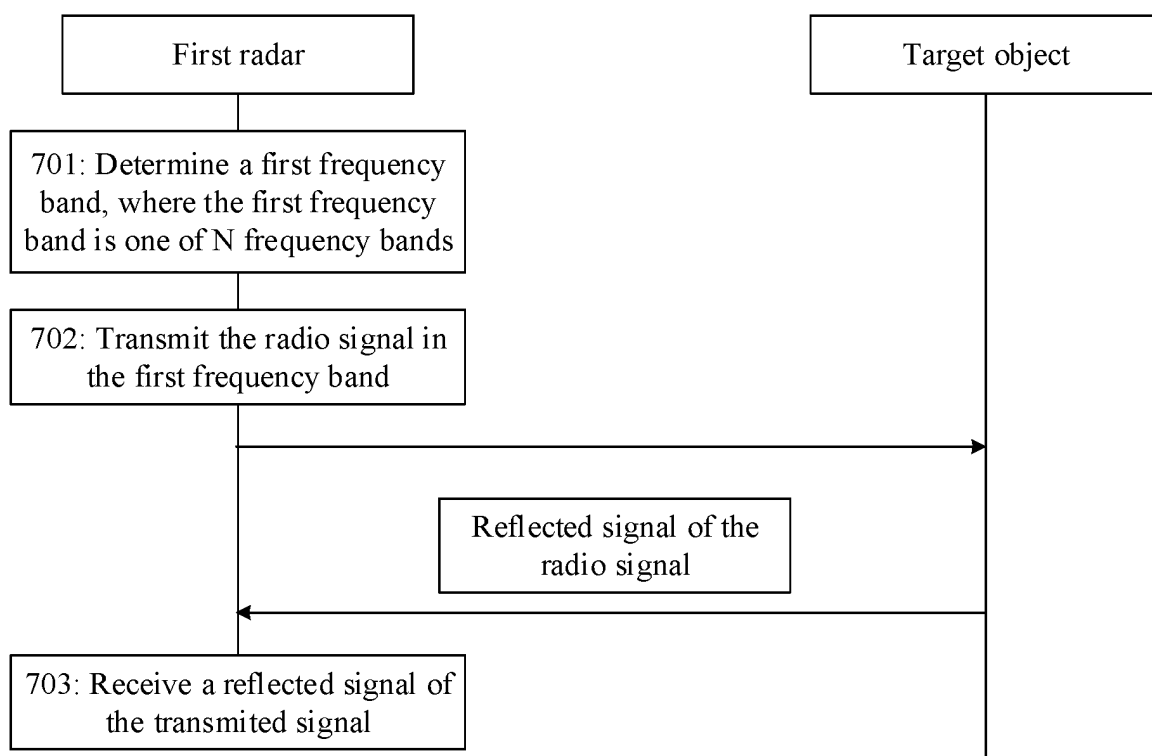 First radar
Target object
701: Determine a first frequency
band, where the first frequency
band is one of N frequency bands
702: Transmit the radio signal in
the first frequency band
Reflected signal of the
radio signal
703: Receive a reflected signal of
the transmited signal